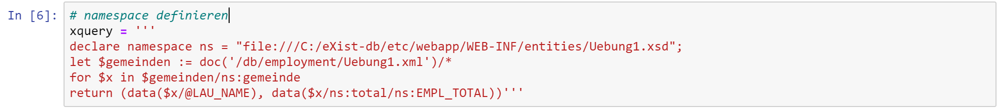 In [6]: # namespace definieren
xquery = '''
declare namespace ns = "file:///C:/eXist-db/etc/webapp/WEB-INF/entities/Uebung1.xsd";
let $gemeinden := doc('/db/employment/Uebung1.xml')/*
for $x in $gemeinden/ns:gemeinde
return (data($x/@LAU_NAME), data($x/ns:total/ns:EMPL_TOTAL))'''